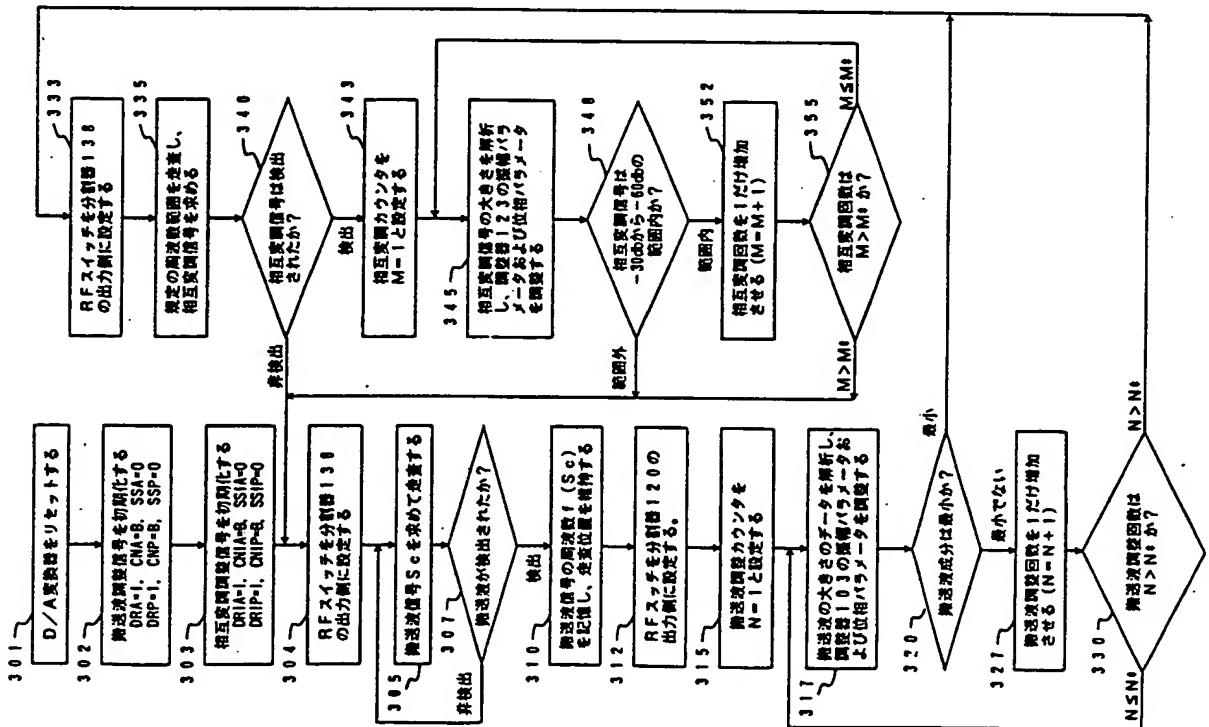 301
D/A変換器をリセットする
302
搬送波調整信号を初期化する
DRA=1, CNA=B, SSA=0
DRP=1, CNP=B, SSP=0
303
相互変調調整信号を初期化する
DRIA=1, CNIA=B, SSIA=0
DRIP=1, CNIP=B, SSIP=0
304
RFスイッチを分割器138
の出力側に設定する
305
搬送波信号Scを求めて走査する
307
搬送波が検出されたか?
非検出
検出
310
搬送波信号の周波数f(Sc)
を記憶し、走査位置を維持する
312
RFスッチを分割器120の
出力側に設定する。
315
搬送波調整カウンタを
N=1と設定する
317
搬送波の大きさのデータを解析し、
調整器103の振幅パラメータお
よび位相パラメータを調整する
320
搬送波成分は最小か?
最小
最小でない
327
搬送波調整回数を1だけ増加
させる(N=N+1)
330
搬送波調整回数は
N>N*か?
N≤N*
N>N*
333
RFスイッチを分割器138
の出力側に設定する
335
規定の周波数範囲を走査し、
相互変調信号を求める
340
相互変調信号は検出
されたか?
非検出
検出
343
相互変調カウンタを
M=1と設定する
345
相互変調信号の大きさを解析
し、調整器123の振幅パラ
メータおよび位相パラメータ
を調整する
348
相互変調信号は
-30dbから-60dbの
範囲内か?
範囲外
範囲内
352
相互変調回数を1だけ増加
させる(M=M+1)
355
相互変調回数は
M>M*か?
M>M*
M≤M*